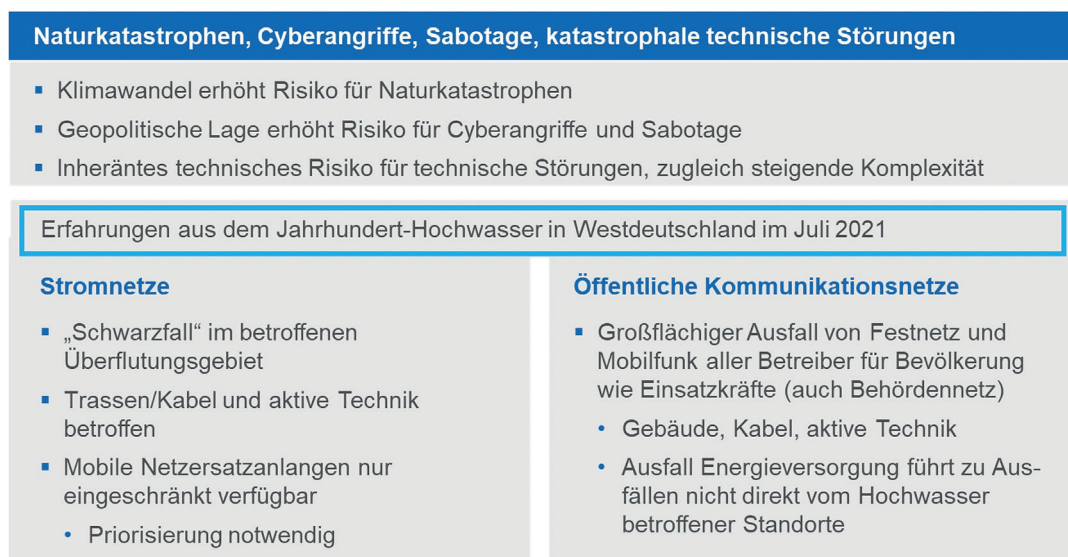 Naturkatastrophen, Cyberangriffe, Sabotage, katastrophale technische Störungen
▪ Klimawandel erhöht Risiko für Naturkatastrophen
▪ Geopolitische Lage erhöht Risiko für Cyberangriffe und Sabotage
▪ Inheräntes technisches Risiko für technische Störungen, zugleich steigende Komplexität
Erfahrungen aus dem Jahrhundert-Hochwasser in Westdeutschland im Juli 2021
Stromnetze
▪ „Schwarzfall“ im betroffenen
Überflutungsgebiet
▪ Trassen/Kabel und aktive Technik
betroffen
▪ Mobile Netzersatzanlangen nur
eingeschränkt verfügbar
• Priorisierung notwendig
Öffentliche Kommunikationsnetze
▪ Großflächiger Ausfall von Festnetz und
Mobilfunk aller Betreiber für Bevölkerung
wie Einsatzkräfte (auch Behördennetz)
• Gebäude, Kabel, aktive Technik
• Ausfall Energieversorgung führt zu Aus-
fällen nicht direkt vom Hochwasser
betroffener Standorte